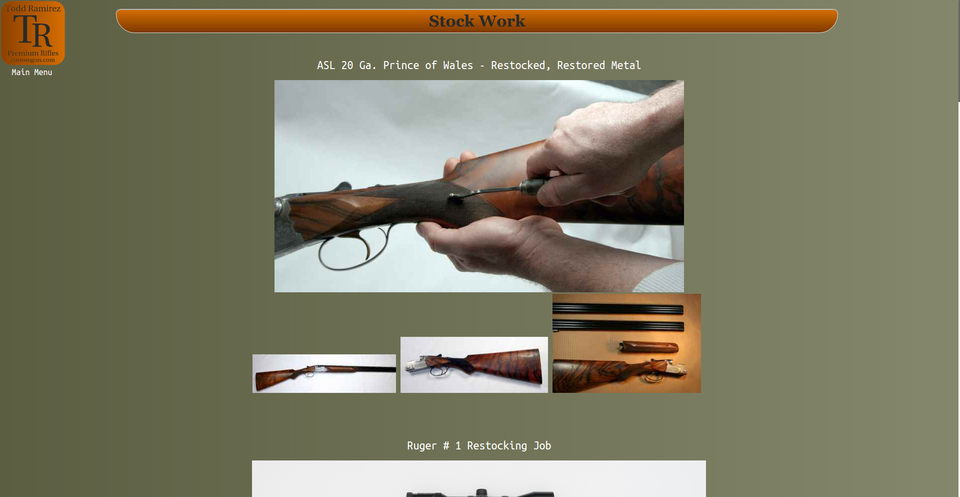 Todd Ramirez
TR
Premium Rifles
Main Menu
Stock Work
ASL 20 Ga. Prince of Wales - Restocked, Restored Metal
Ruger # 1 Restocking Job